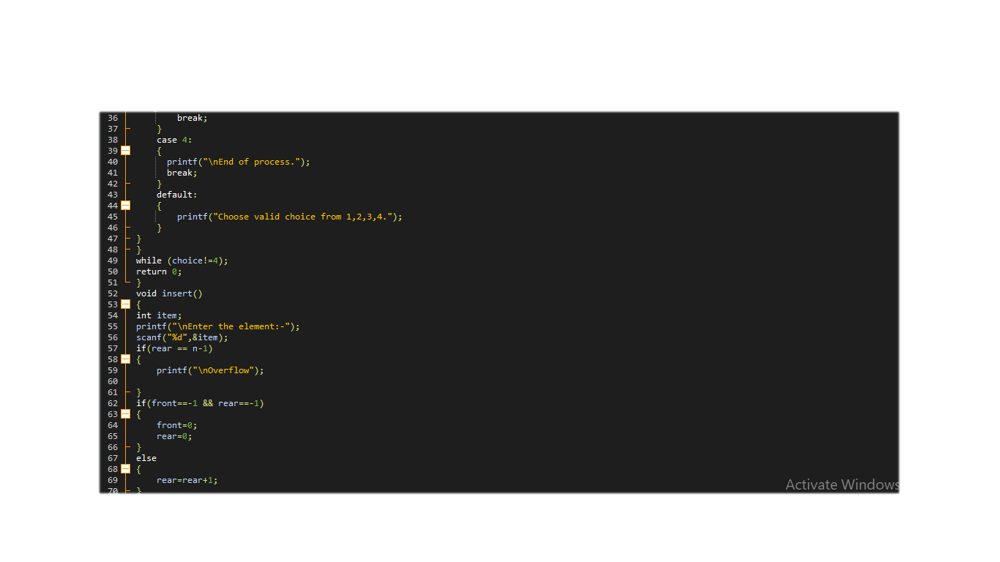 36 break;
37 }
38 case 4:
39 {
40 printf("\nEnd of process.");
41 break;
42 }
43 default:
44 {
45 printf("Choose valid choice from 1,2,3,4.");
46 }
47 }
48 }
49 while (choice!=4);
50 return 0;
51 }
52 void insert()
53 {
54 int item;
55 printf("\nEnter the element:-");
56 scanf("%d",&item);
57 if(rear == n-1)
58 {
59 printf("\nOverflow");
60
61 }
62 if(front==-1 && rear==-1)
63 {
64 front=0;
65 rear=0;
66 }
67 else
68 {
69 rear=rear+1;
70 }
Activate Windows